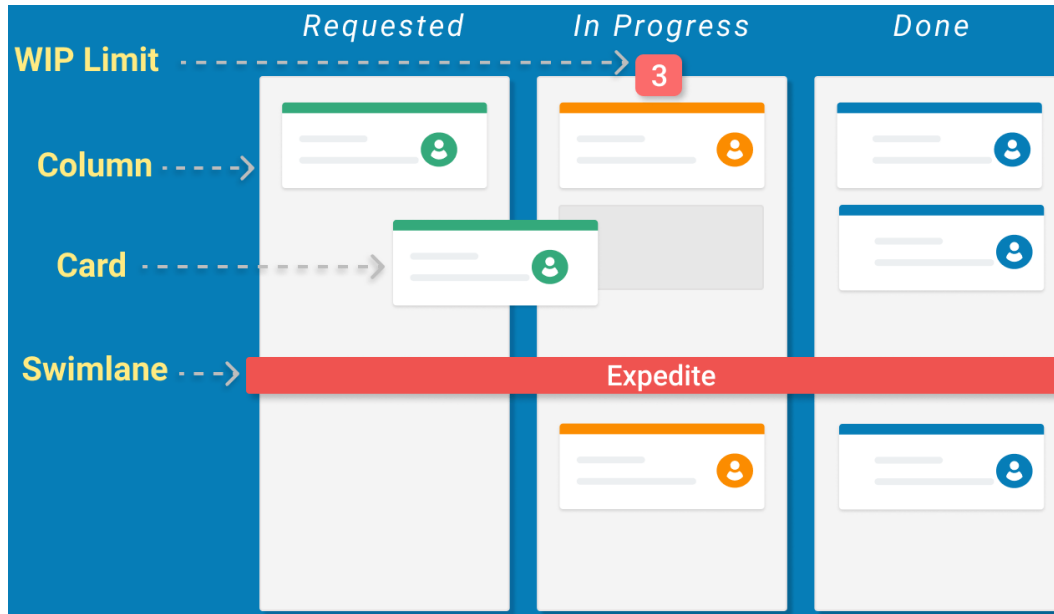 Requested
In Progress
Done
WIP Limit
3
Column
Card
Swimlane
Expedite